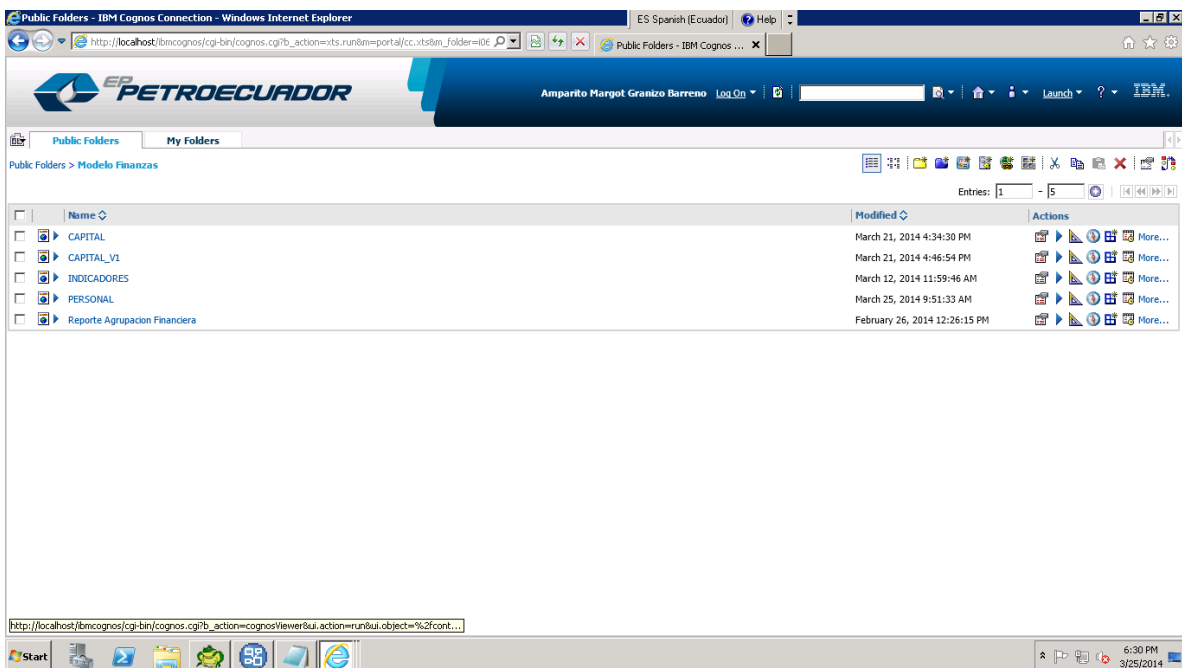 Public Folders - IBM Cognos Connection - Windows Internet Explorer
ES Spanish (Ecuador) Help
http://localhost/ibmcognos/cgi-bin/cognos.cgi?b_action=xts.run&m=portal/cc.xts&m_folder=i06
Public Folders - IBM Cognos ...
EP PETROECUADOR
Amparito Margot Granizo Barreno Log On Launch ? IBM.
Public Folders My Folders
Public Folders > Modelo Finanzas
Entries: 1 - 5
Name Modified Actions
CAPITAL March 21, 2014 4:34:30 PM More...
CAPITAL_V1 March 21, 2014 4:46:54 PM More...
INDICADORES March 12, 2014 11:59:46 AM More...
PERSONAL March 25, 2014 9:51:33 AM More...
Reporte Agrupacion Financiera February 26, 2014 12:26:15 PM More...
http://localhost/ibmcognos/cgi-bin/cognos.cgi?b_action=cognosViewer&ui.action=run&ui.object=%2fcont...
Start 6:30 PM
3/25/2014